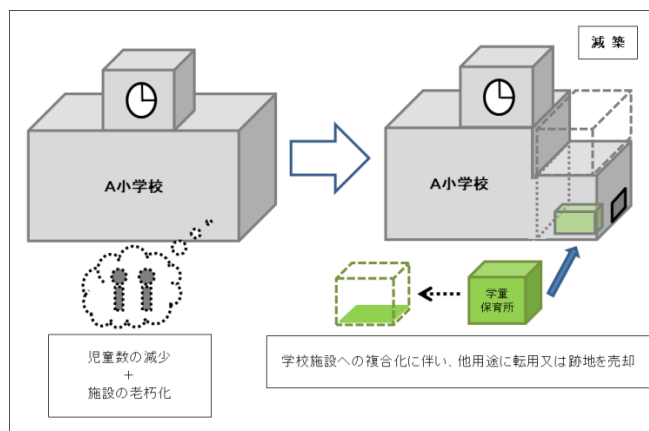 減築
A小学校
A小学校
学童
保育所
児童数の減少
+
施設の老朽化
学校施設への複合化に伴い、他用途に転用又は跡地を売却